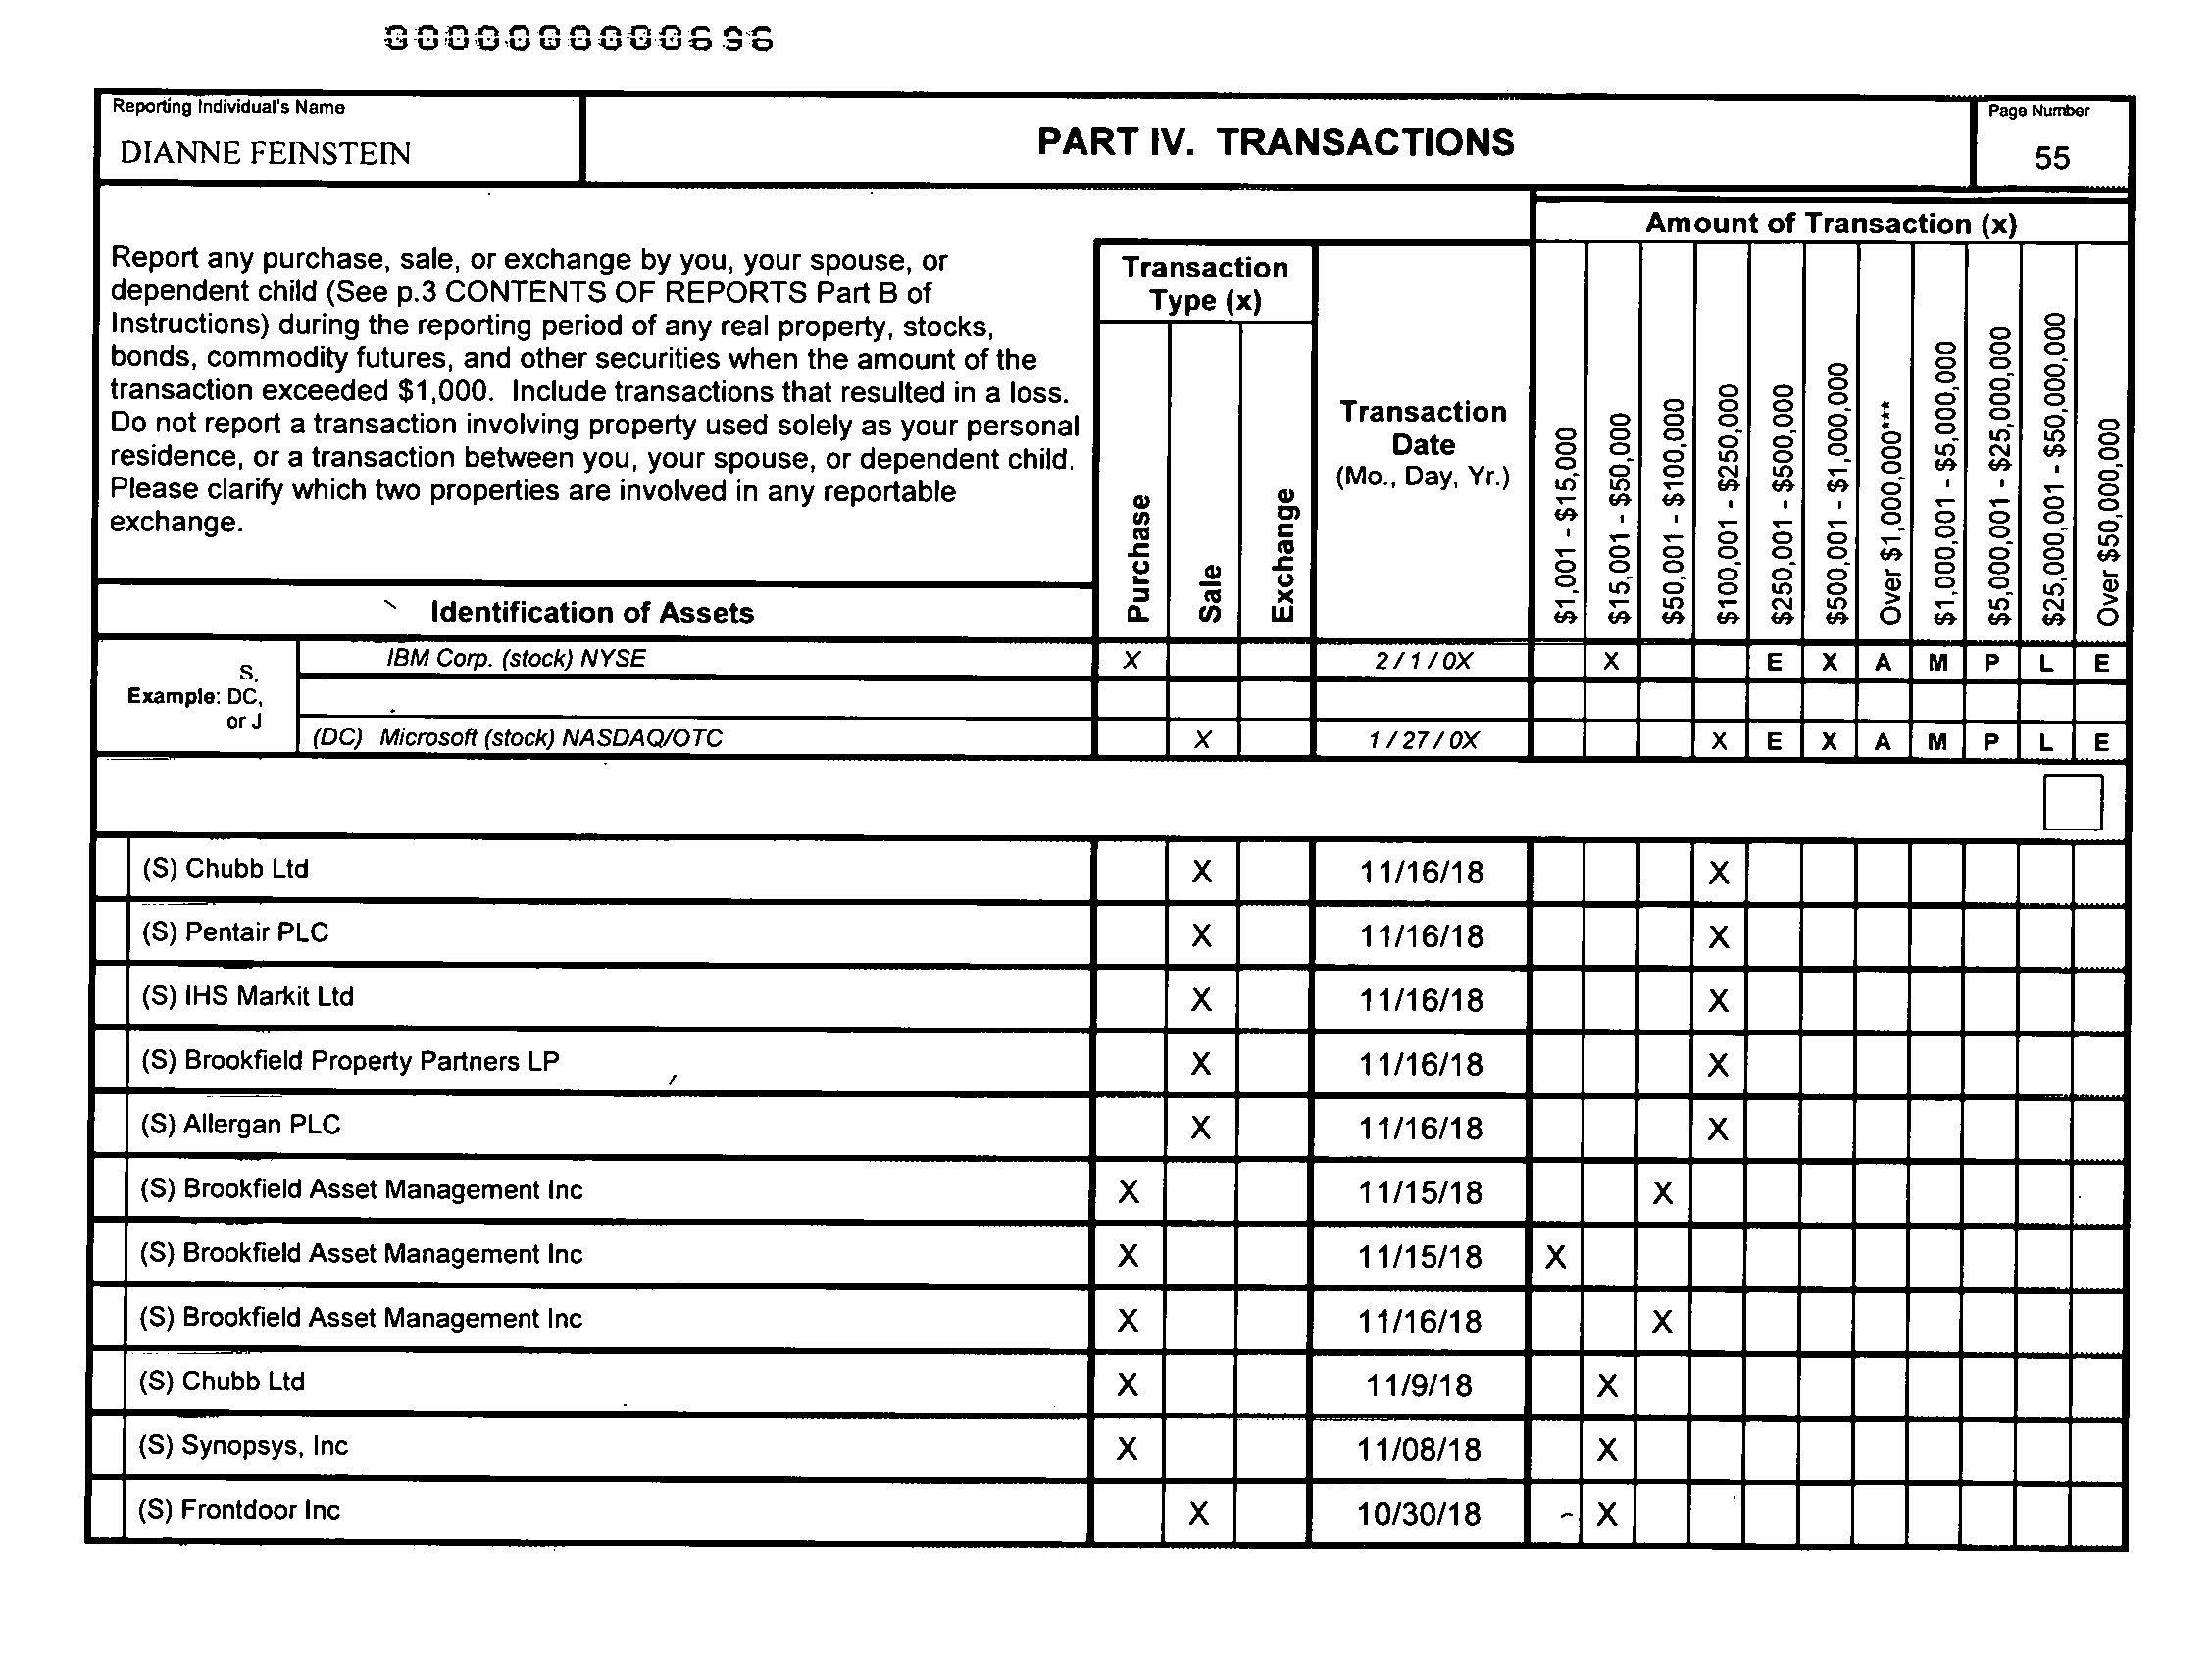 0000000000696
Reporting Individual's Name
DIANNE FEINSTEIN
PART IV. TRANSACTIONS
Page Number
55
Report any purchase, sale, or exchange by you, your spouse, or
dependent child (See p.3 CONTENTS OF REPORTS Part B of
Instructions) during the reporting period of any real property, stocks,
bonds, commodity futures, and other securities when the amount of the
transaction exceeded $1,000. Include transactions that resulted in a loss.
Do not report a transaction involving property used solely as your personal
residence, or a transaction between you, your spouse, or dependent child.
Please clarify which two properties are involved in any reportable
exchange.
Identification of Assets
Transaction
Type (x)
Purchase
Sale
Exchange
Transaction
Date
(Mo., Day, Yr.)
Amount of Transaction (x)
$1,001 - $15,000
$15,001 - $50,000
$50,001 - $100,000
$100,001 - $250,000
$250,001 - $500,000
$500,001 - $1,000,000
Over $1,000,000***
$1,000,001 - $5,000,000
$5,000,001 - $25,000,000
$25,000,001 - $50,000,000
Over $50,000,000
Example: S,
DC,
or J
IBM Corp. (stock) NYSE X 2 / 1 / 0X X E X A M P L E
(DC) Microsoft (stock) NASDAQ/OTC X 1 / 27 / 0X X E X A M P L E
(S) Chubb Ltd X 11/16/18 X
(S) Pentair PLC X 11/16/18 X
(S) IHS Markit Ltd X 11/16/18 X
(S) Brookfield Property Partners LP X 11/16/18 X
(S) Allergan PLC X 11/16/18 X
(S) Brookfield Asset Management Inc X 11/15/18 X
(S) Brookfield Asset Management Inc X 11/15/18 X
(S) Brookfield Asset Management Inc X 11/16/18 X
(S) Chubb Ltd X 11/9/18 X
(S) Synopsys, Inc X 11/08/18 X
(S) Frontdoor Inc X 10/30/18 X